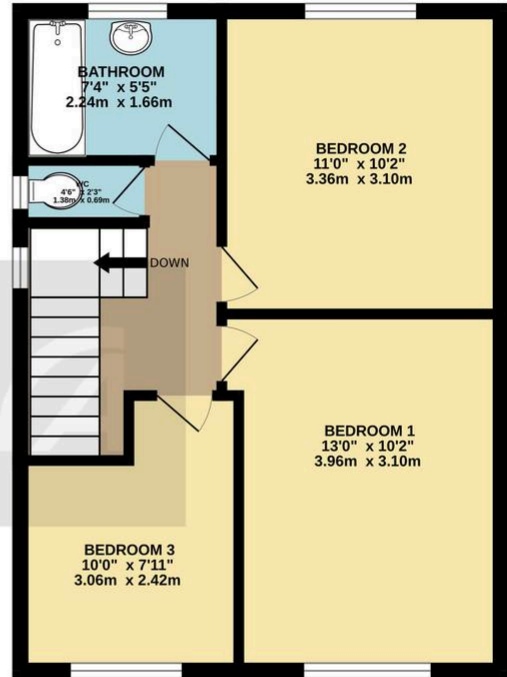 BATHROOM
7'4" x 5'5"
2.24m x 1.66m
BEDROOM 2
11'0" x 10'2"
3.36m x 3.10m
WC
4'6" x 2'3"
1.38m x 0.69m
DOWN
BEDROOM 1
13'0" x 10'2"
3.96m x 3.10m
BEDROOM 3
10'0" x 7'11"
3.06m x 2.42m